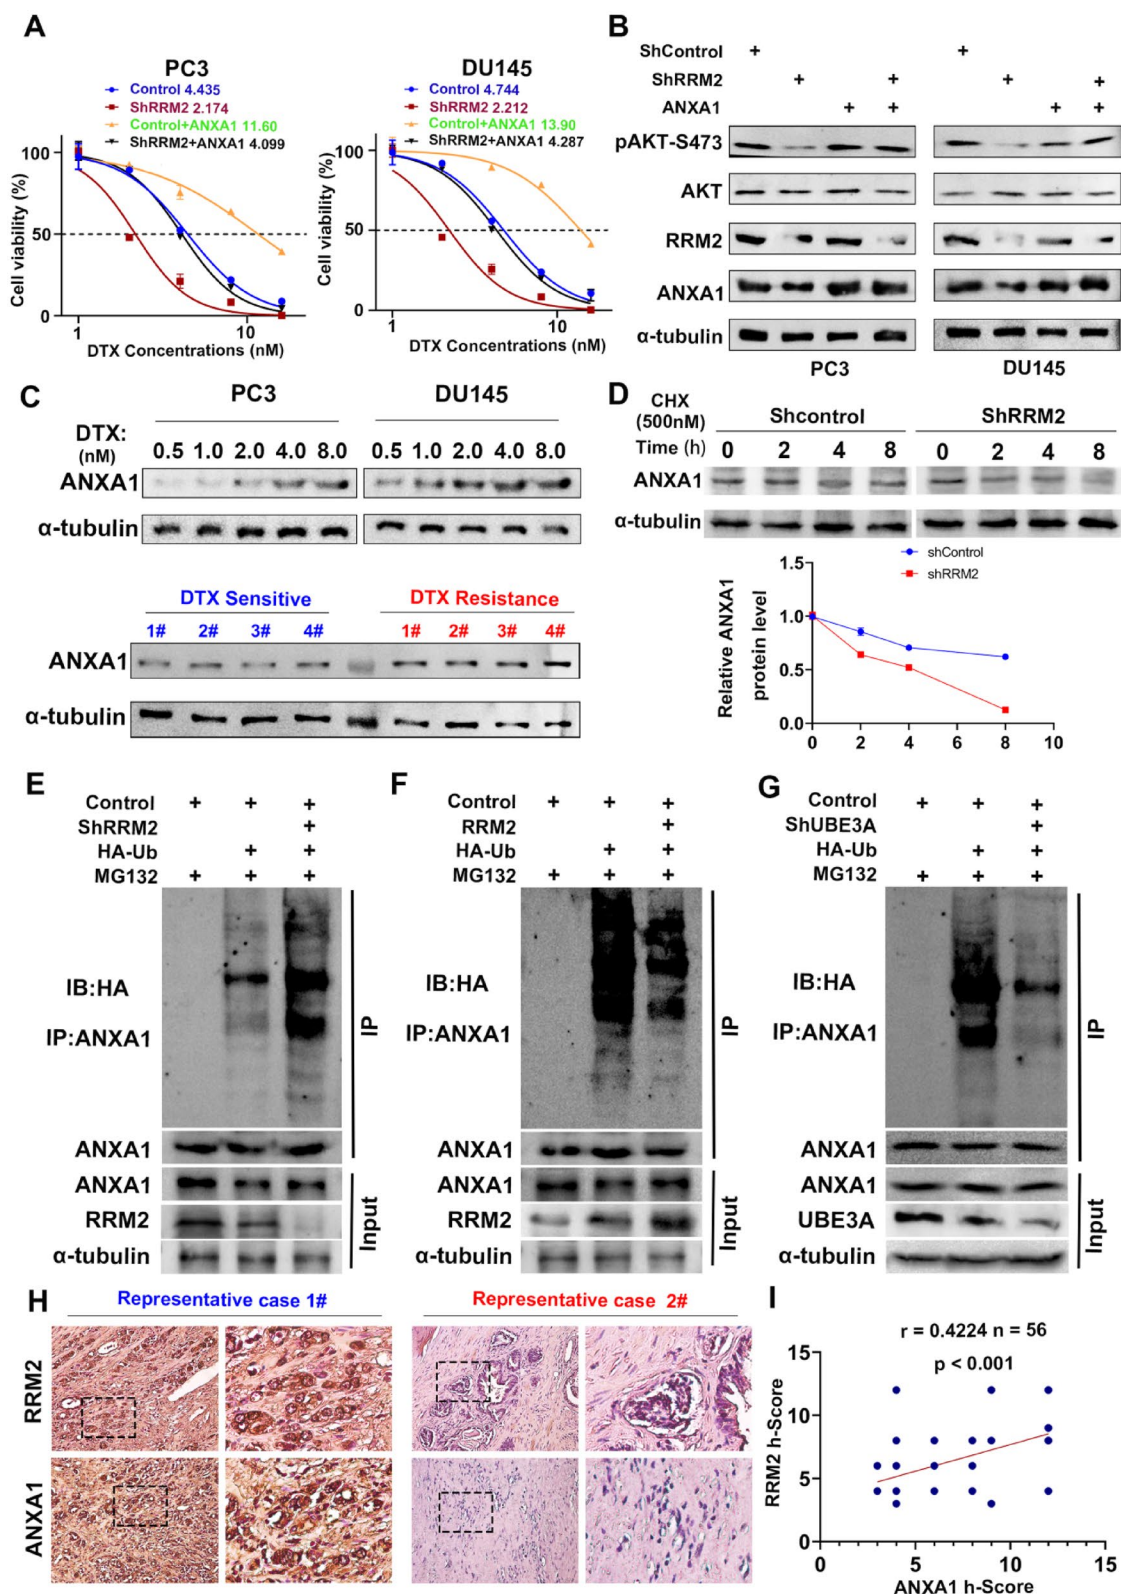 A
PC3
Control 4.435
ShRRM2 2.174
Control+ANXA1 11.60
ShRRM2+ANXA1 4.099
Cell viability (%)
100
50
0
1
10
DTX Concentrations (nM)
DU145
Control 4.744
ShRRM2 2.212
Control+ANXA1 13.90
ShRRM2+ANXA1 4.287
Cell viability (%)
100
50
0
1
10
DTX Concentrations (nM)
B
ShControl + +
ShRRM2 + + + +
ANXA1 + + + +
pAKT-S473
AKT
RRM2
ANXA1
α-tubulin
PC3 DU145
C
PC3 DU145
DTX:
(nM)
0.5 1.0 2.0 4.0 8.0 0.5 1.0 2.0 4.0 8.0
ANXA1
α-tubulin
DTX Sensitive DTX Resistance
1# 2# 3# 4# 1# 2# 3# 4#
ANXA1
α-tubulin
D
CHX
(500nM)
Shcontrol ShRRM2
Time (h) 0 2 4 8 0 2 4 8
ANXA1
α-tubulin
shControl
shRRM2
Relative ANXA1
protein level
1.5
1.0
0.5
0.0
0 2 4 6 8 10
E
Control + + +
ShRRM2 +
HA-Ub + +
MG132 + + +
IB:HA
IP:ANXA1
IP
ANXA1
ANXA1
RRM2
α-tubulin
Input
F
Control + + +
RRM2 +
HA-Ub + +
MG132 + + +
IB:HA
IP:ANXA1
IP
ANXA1
ANXA1
RRM2
α-tubulin
Input
G
Control + + +
ShUBE3A +
HA-Ub + +
MG132 + + +
IB:HA
IP:ANXA1
IP
ANXA1
ANXA1
UBE3A
α-tubulin
Input
H
Representative case 1# Representative case 2#
RRM2
ANXA1
I
r = 0.4224 n = 56
p < 0.001
RRM2 h-Score
15
10
5
0
0 5 10 15
ANXA1 h-Score